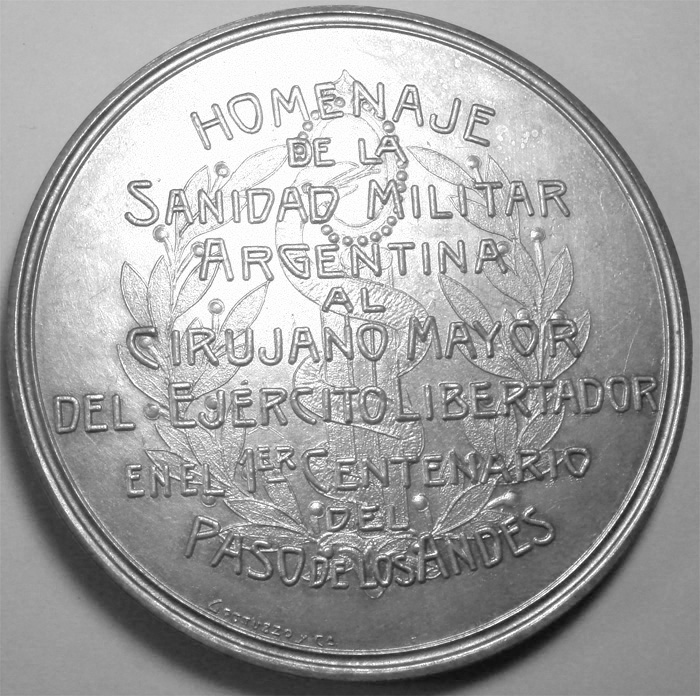 HOMENAJE
DE LA
SANIDAD MILITAR
ARGENTINA
AL
CIRUJANO MAYOR
DEL EJÉRCITO LIBERTADOR
EN EL 1ER CENTENARIO
DEL
PASO DE LOS ANDES
Y CA